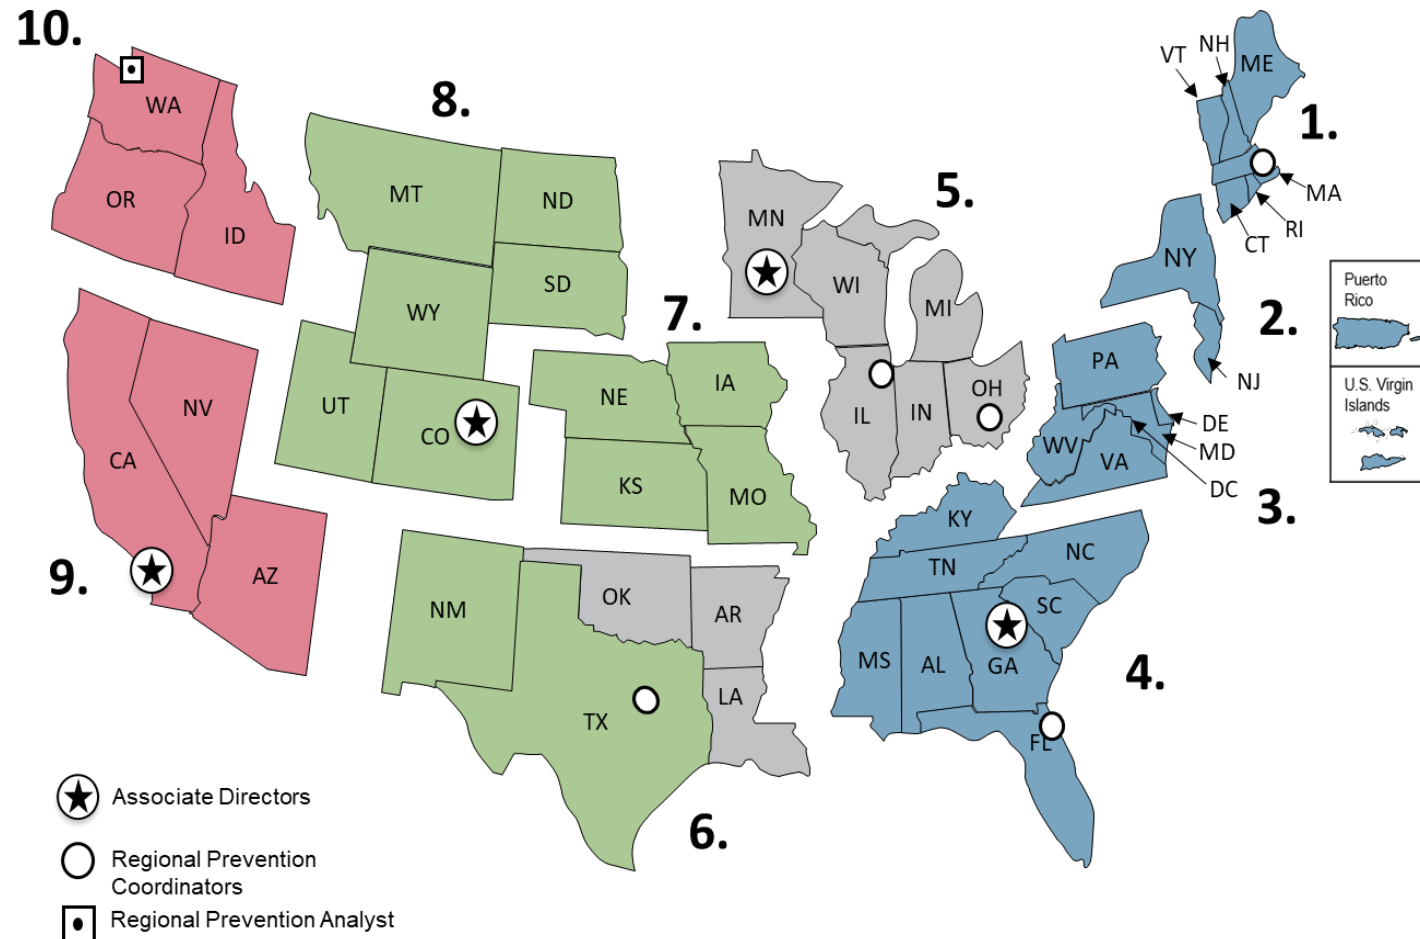 10.
WA
OR
ID
8.
MT
ND
SD
WY
UT
CO
7.
NE
IA
KS
MO
5.
MN
WI
MI
IL
IN
OH
VT
NH
ME
1.
MA
RI
CT
NY
2.
NJ
PA
DE
MD
DC
WV
VA
3.
Puerto
Rico
U.S. Virgin
Islands
9.
CA
NV
AZ
NM
TX
OK
AR
LA
6.
KY
TN
NC
SC
MS
AL
GA
FL
4.
Associate Directors
Regional Prevention
Coordinators
Regional Prevention Analyst